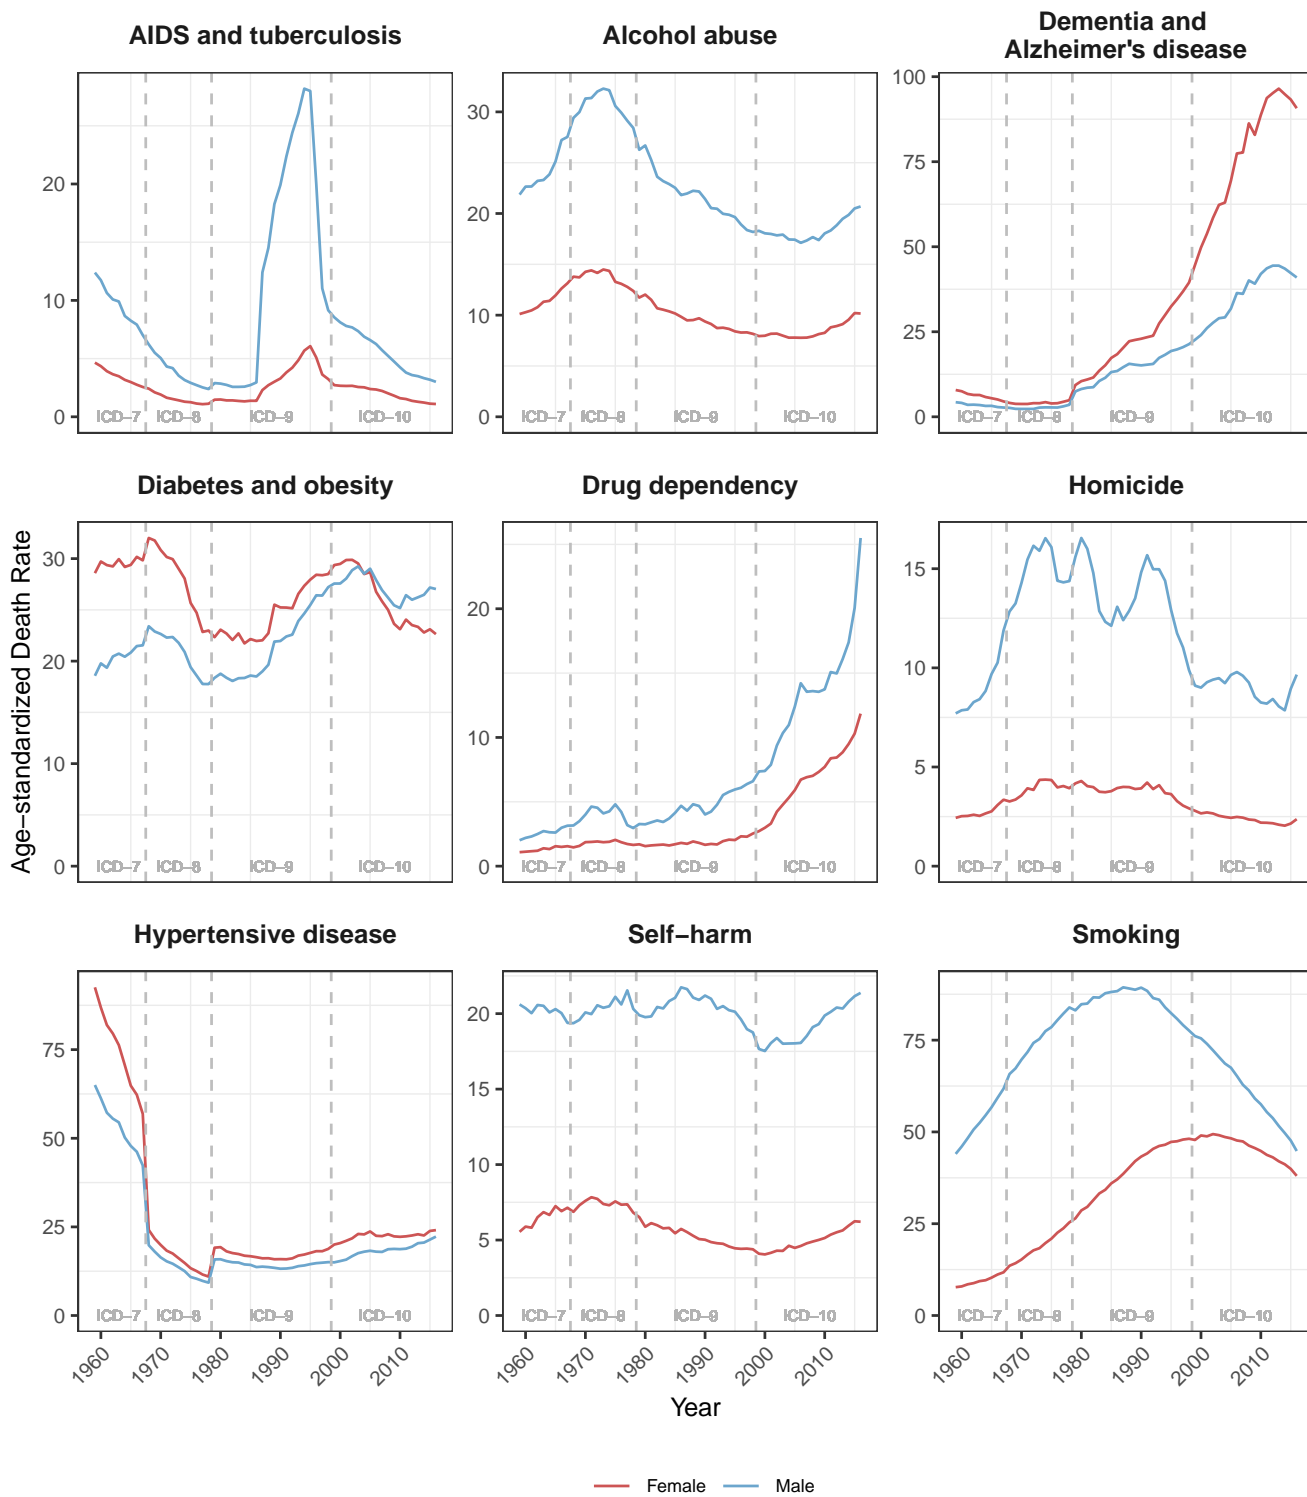 AIDS and tuberculosis
Alcohol abuse
Dementia and
Alzheimer's disease
20
10
0
ICD−7 ICD−8 ICD−9 ICD−10
30
20
10
0
ICD−7 ICD−8 ICD−9 ICD−10
100
75
50
25
0
ICD−7 ICD−8 ICD−9 ICD−10
Diabetes and obesity
Drug dependency
Homicide
Age−standardized Death Rate
30
20
10
0
ICD−7 ICD−8 ICD−9 ICD−10
20
10
0
ICD−7 ICD−8 ICD−9 ICD−10
15
10
5
0
ICD−7 ICD−8 ICD−9 ICD−10
Hypertensive disease
Self−harm
Smoking
75
50
25
0
ICD−7 ICD−8 ICD−9 ICD−10
20
15
10
5
0
ICD−7 ICD−8 ICD−9 ICD−10
75
50
25
0
ICD−7 ICD−8 ICD−9 ICD−10
1960 1970 1980 1990 2000 2010
1960 1970 1980 1990 2000 2010
1960 1970 1980 1990 2000 2010
Year
Female Male